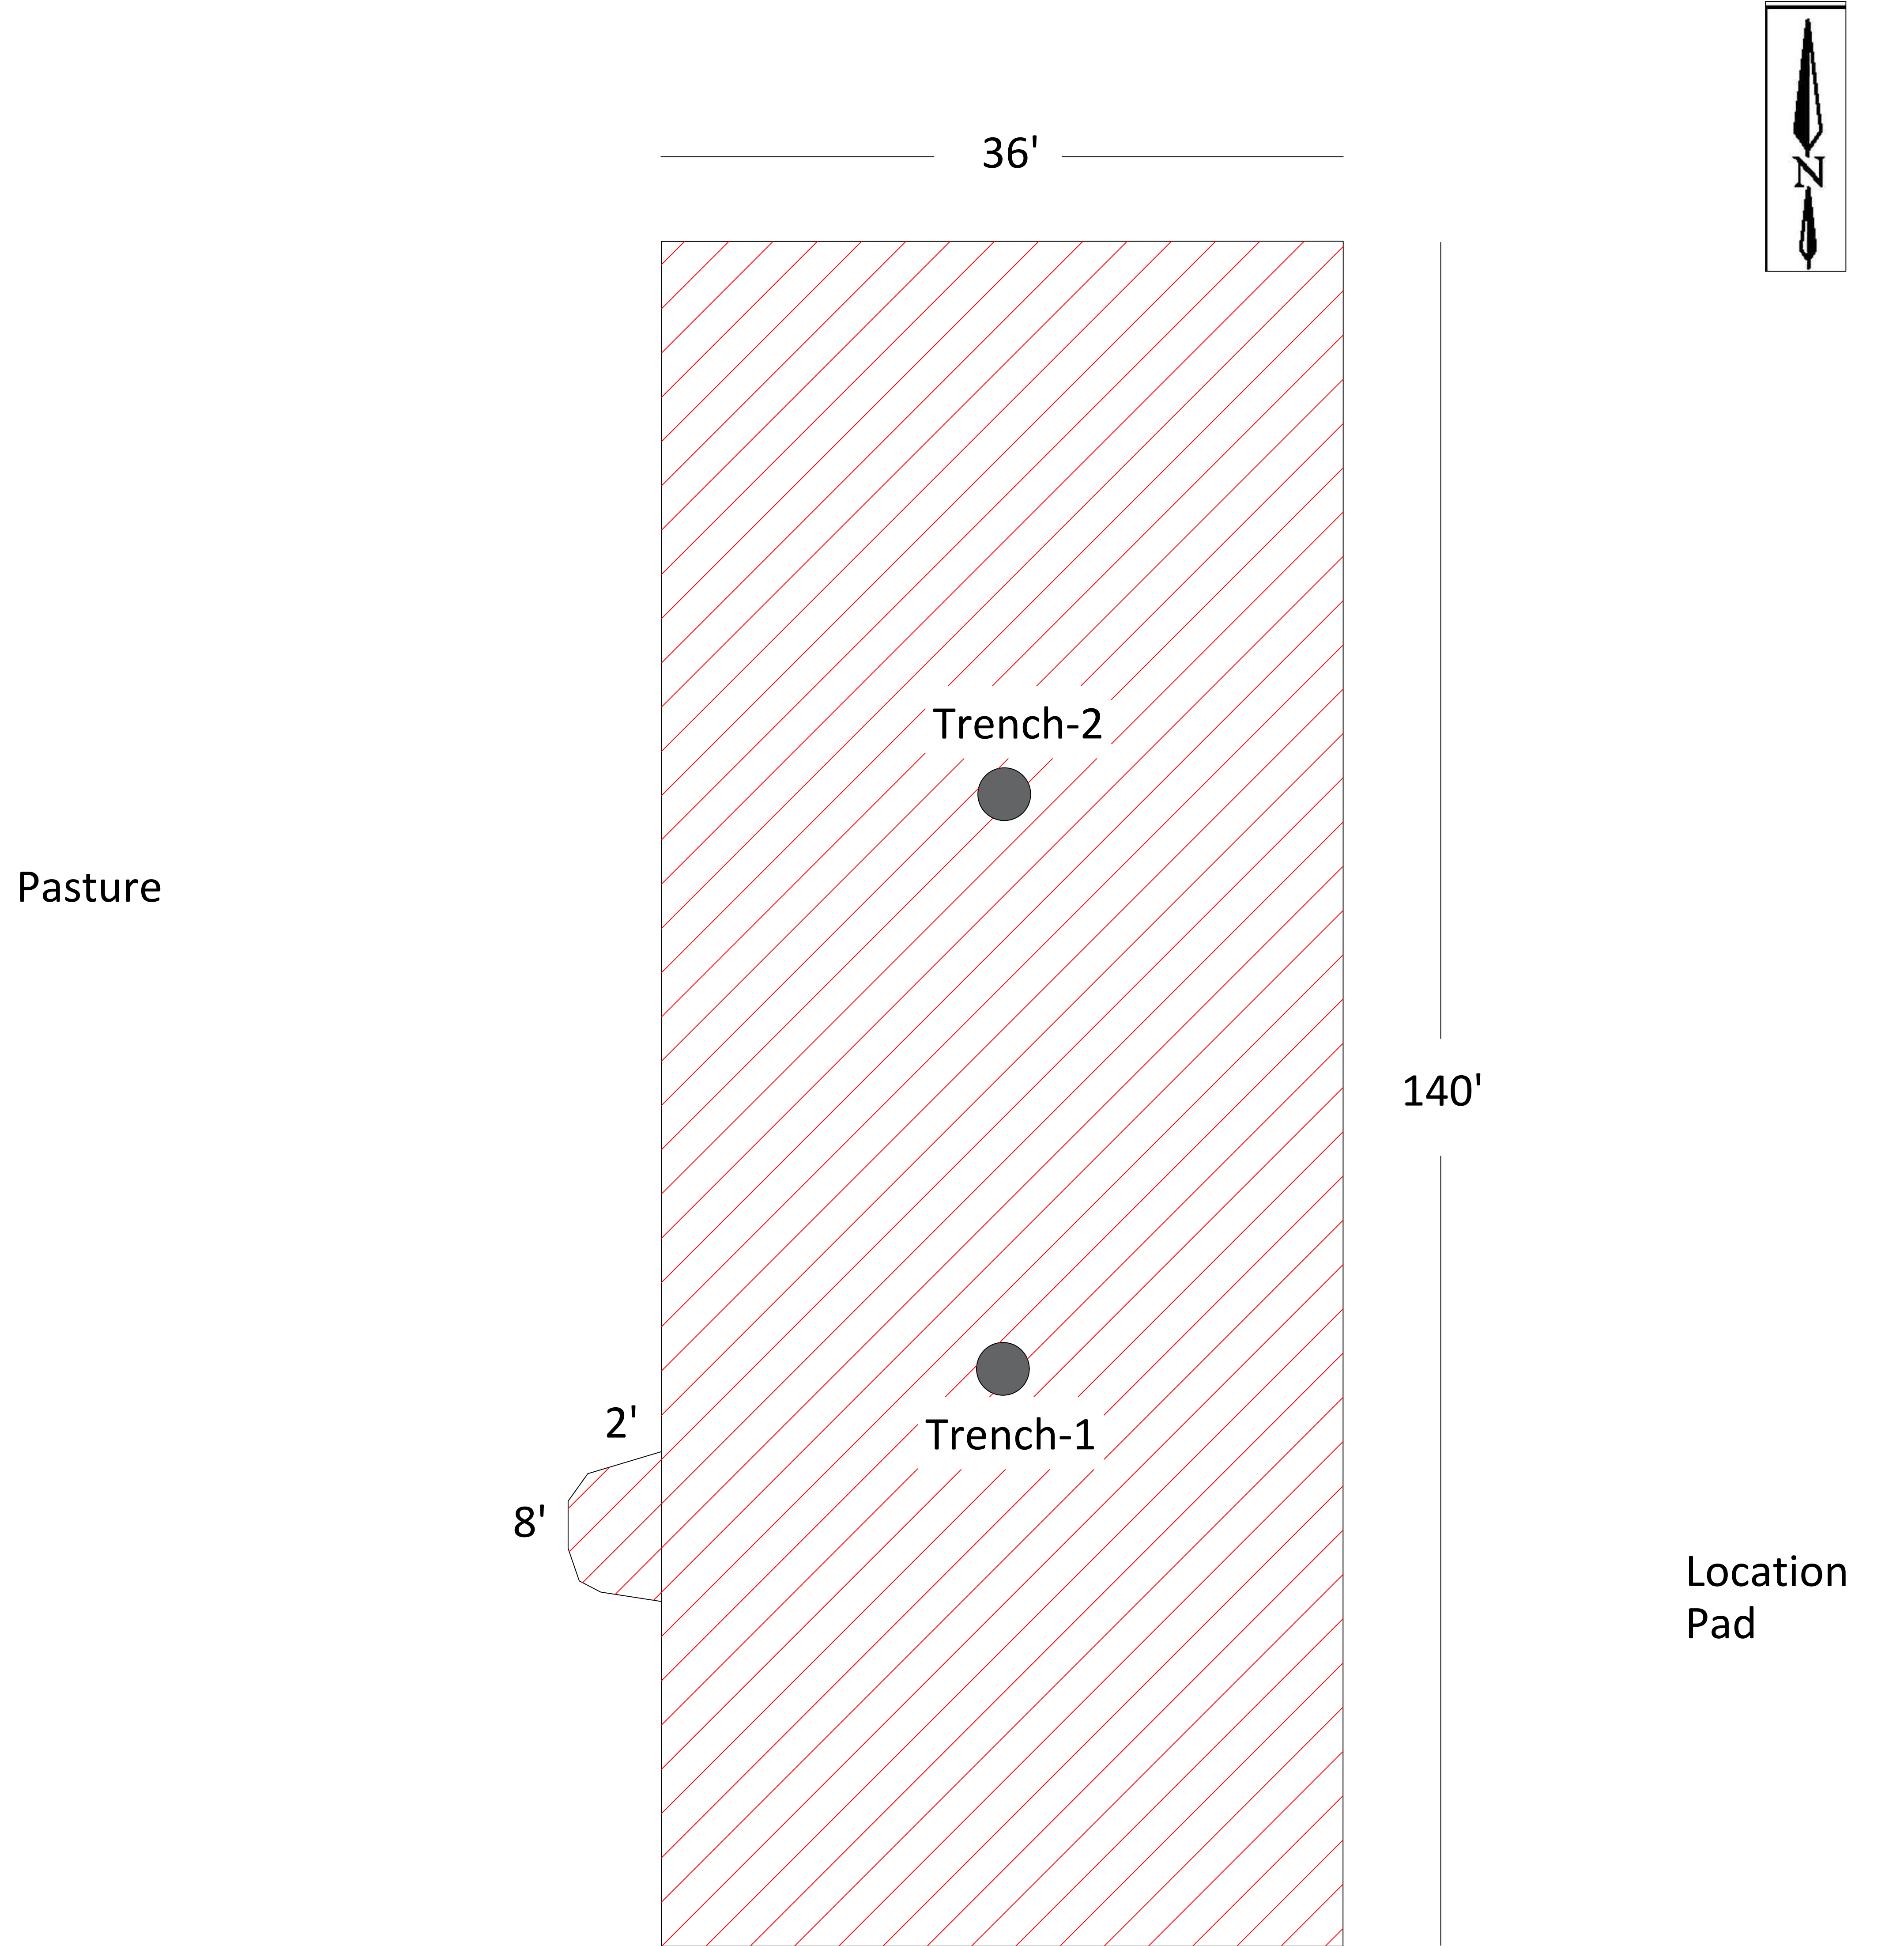 N
36'
Trench-2
Pasture
140'
2'
Trench-1
8'
Location
Pad